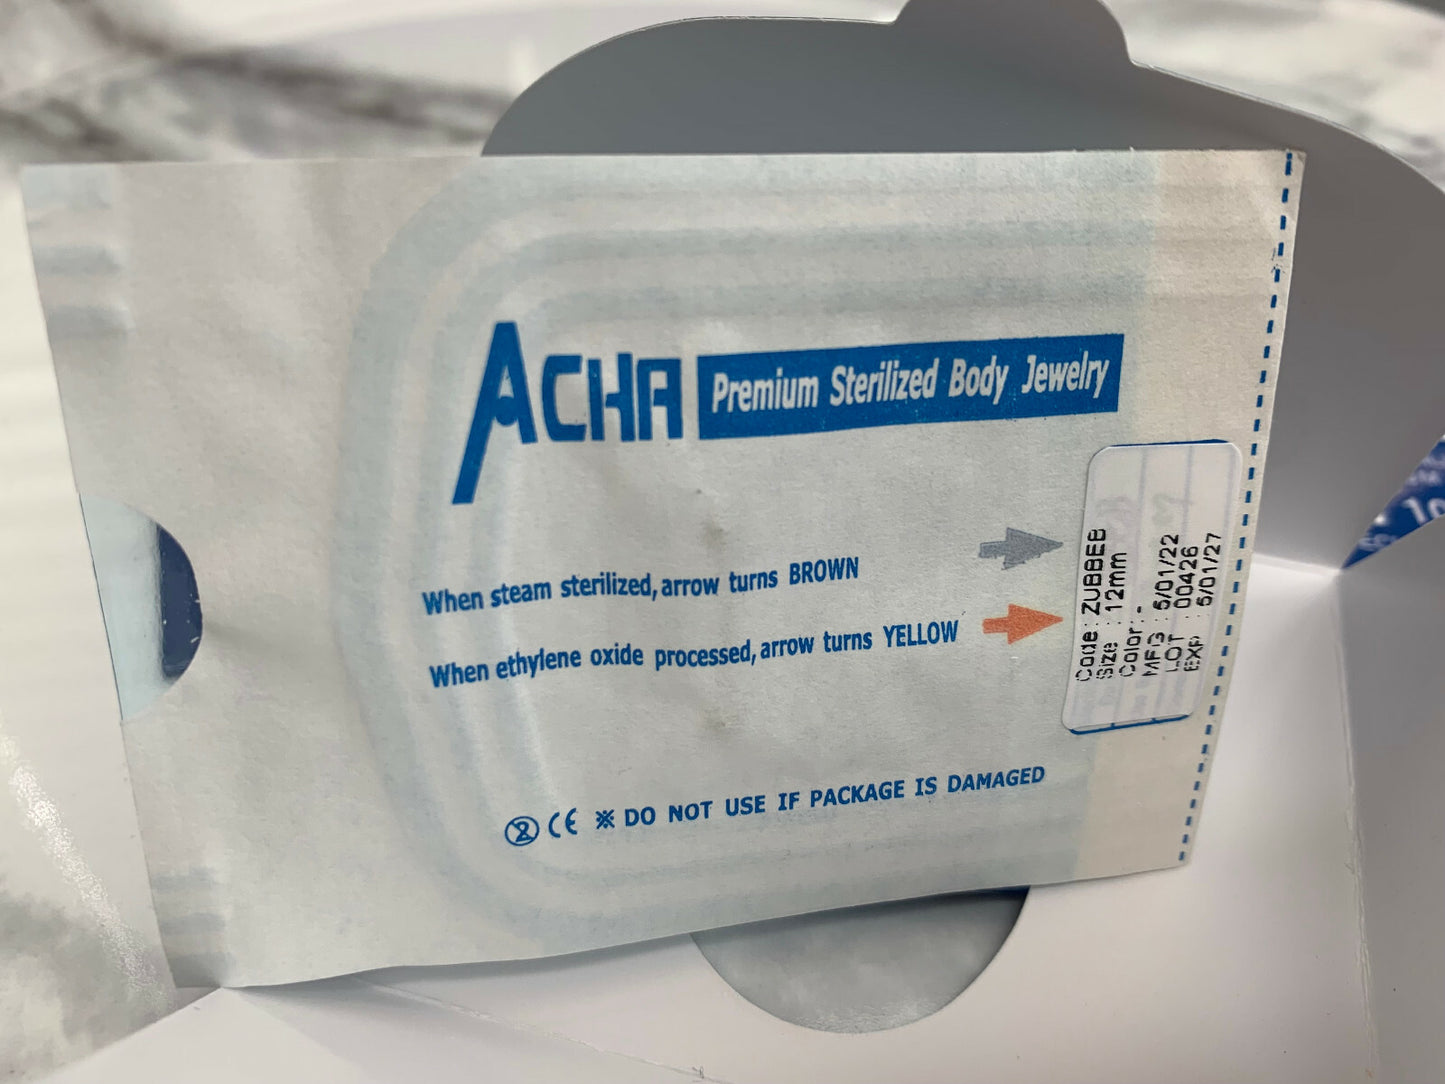 ACHA Premium Sterilized Body Jewelry
When steam sterilized, arrow turns BROWN
When ethylene oxide processed, arrow turns YELLOW
2 CE ※ DO NOT USE IF PACKAGE IS DAMAGED
Code : ZUBBEB
Size : 12mm
Color : -
MFG : 5/01/22
LOT : 00426
EXP : 5/01/27